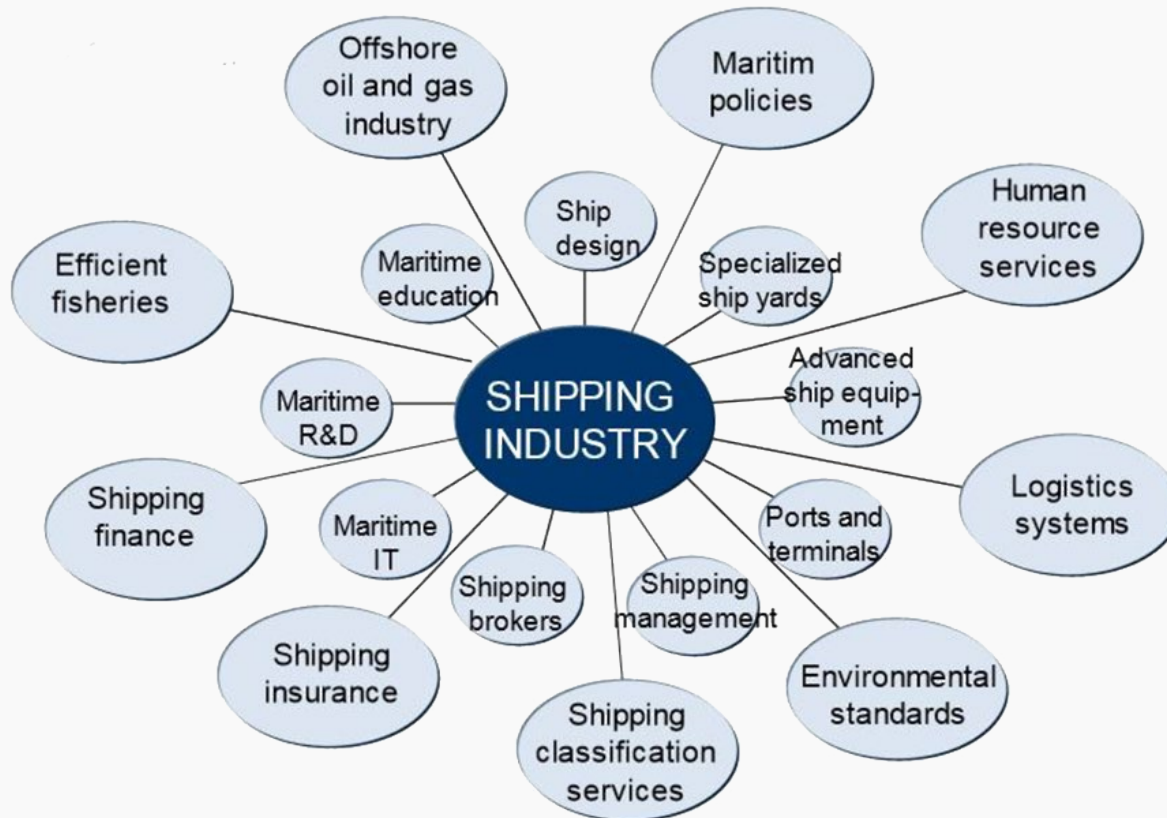 Offshore
oil and gas
industry
Maritim
policies
Human
resource
services
Ship
design
Maritime
education
Specialized
ship yards
Efficient
fisheries
SHIPPING
INDUSTRY
Advanced
ship equip-
ment
Maritime
R&D
Logistics
systems
Shipping
finance
Maritime
IT
Ports and
terminals
Shipping
brokers
Shipping
management
Shipping
insurance
Environmental
standards
Shipping
classification
services